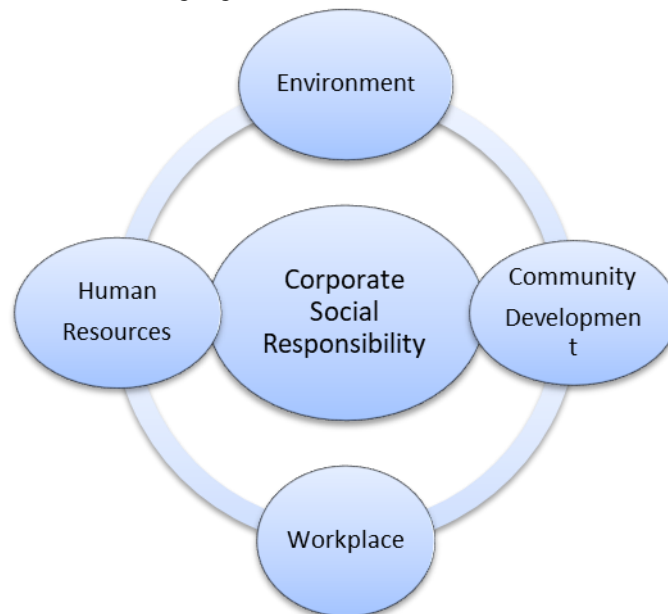 Environment
Human
Resources
Corporate
Social
Responsibility
Community
Developmen
t
Workplace